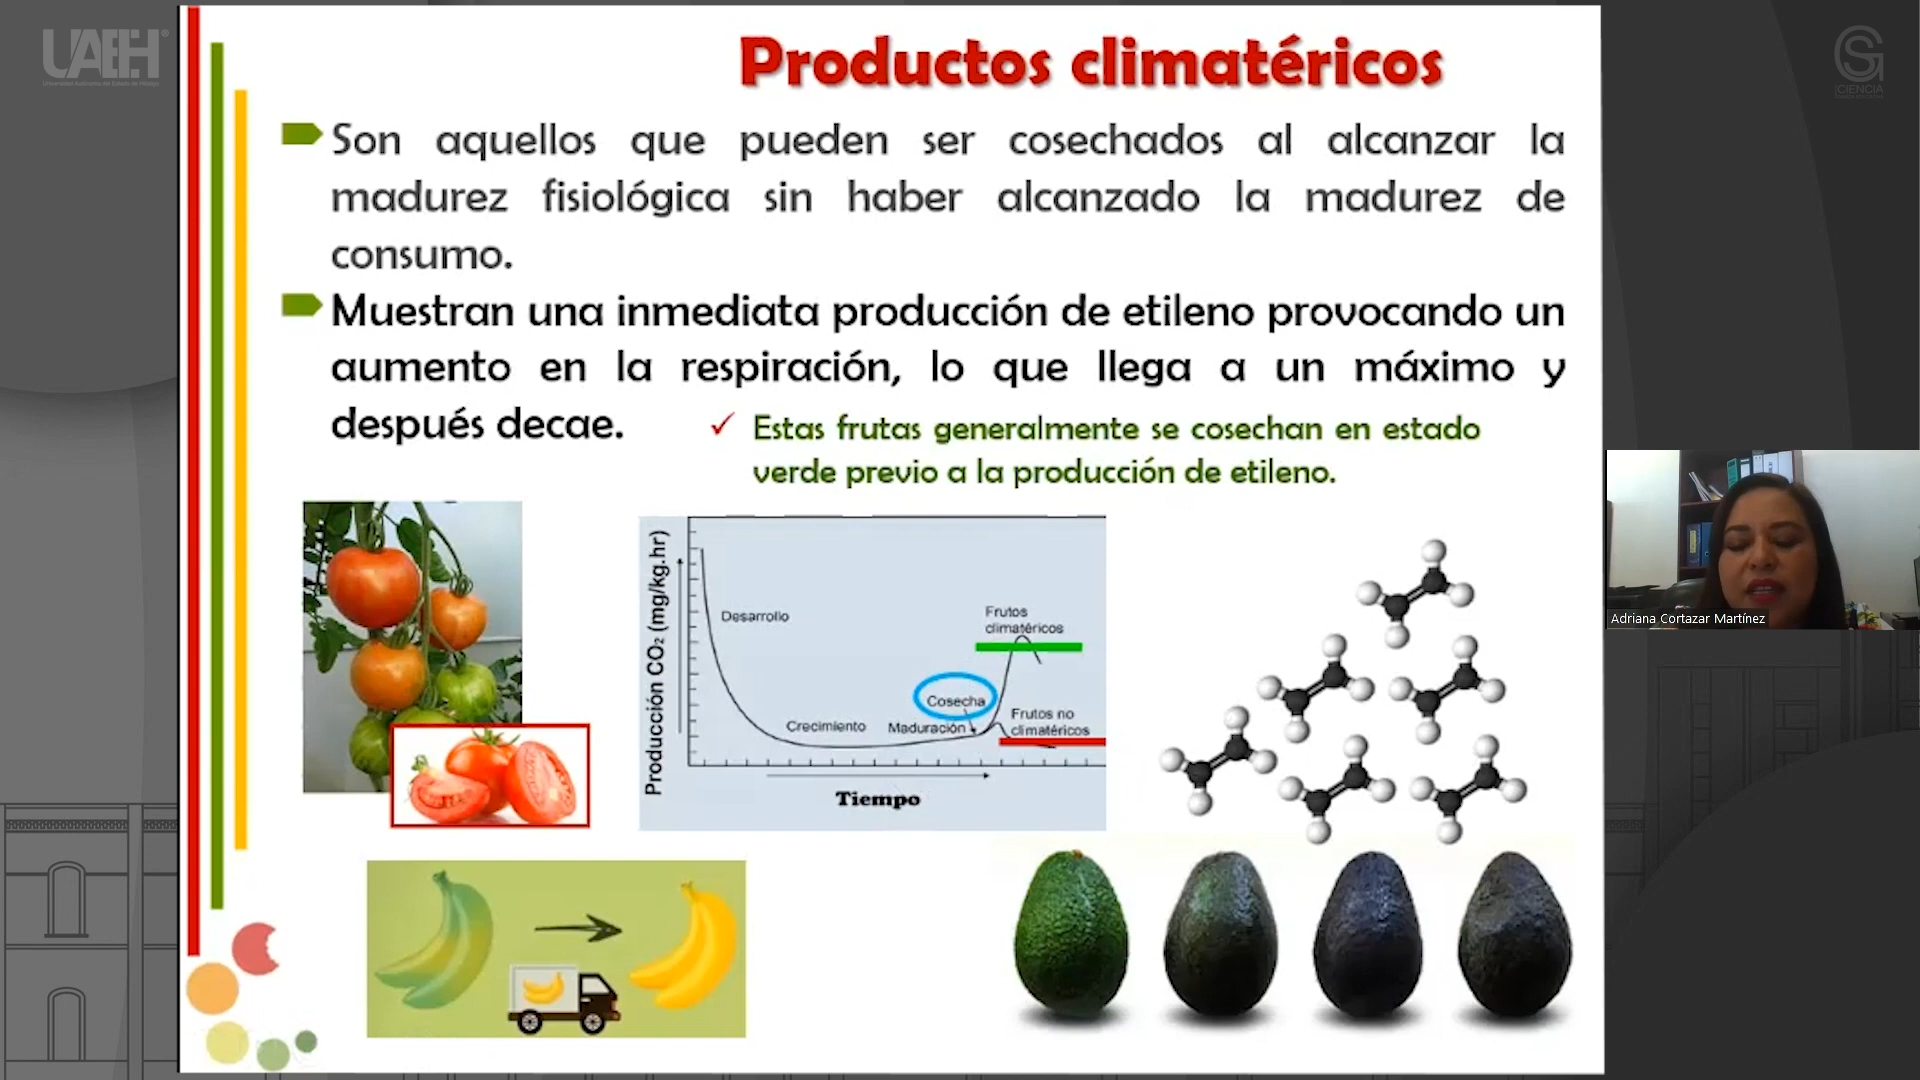 UAEH
Productos climatéricos
Son aquellos que pueden ser cosechados al alcanzar la
madurez fisiológica sin haber alcanzado la madurez de
consumo.
Muestran una inmediata producción de etileno provocando un
aumento en la respiración, lo que llega a un máximo y
después decae.
Estas frutas generalmente se cosechan en estado
verde previo a la producción de etileno.
Producción CO₂ (mg/kg.hr)
Desarrollo
Crecimiento
Maduración
Cosecha
Frutos
climatéricos
Frutos no
climatéricos
Tiempo
CIENCIA
Adriana Cortazar Martínez